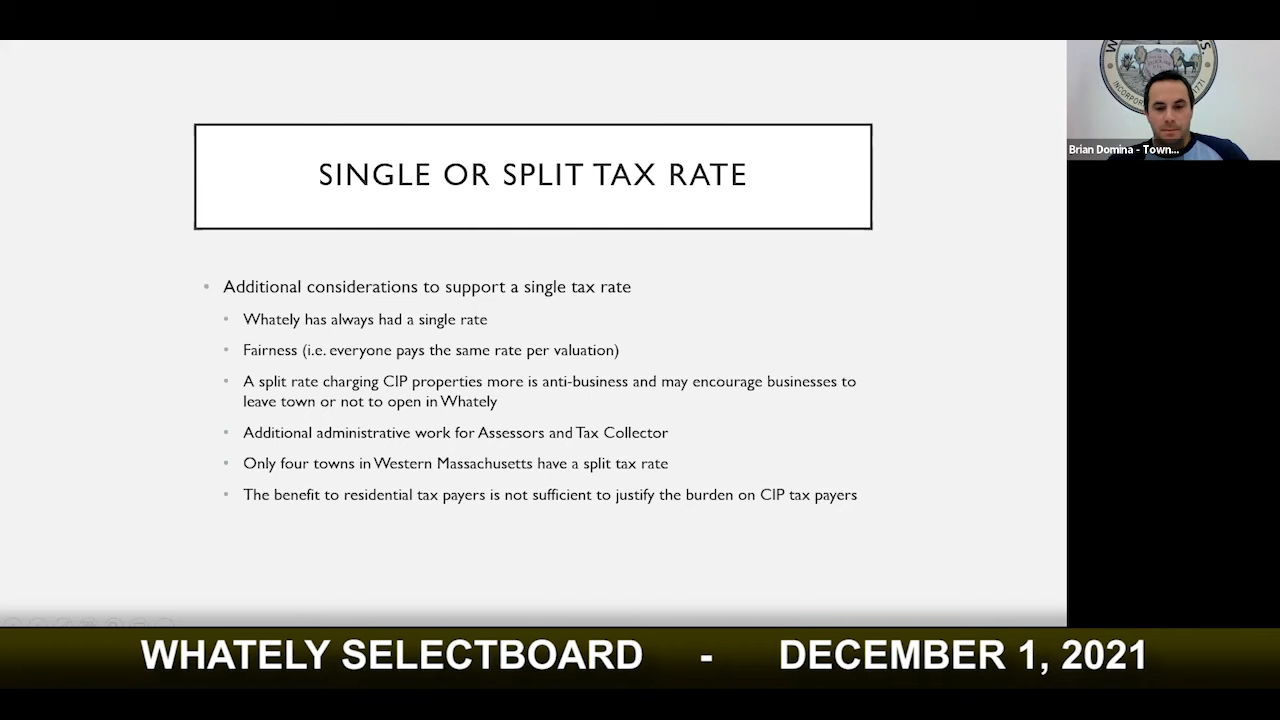 SINGLE OR SPLIT TAX RATE
• Additional considerations to support a single tax rate
• Whately has always had a single rate
• Fairness (i.e. everyone pays the same rate per valuation)
• A split rate charging CIP properties more is anti-business and may encourage businesses to
leave town or not to open in Whately
• Additional administrative work for Assessors and Tax Collector
• Only four towns in Western Massachusetts have a split tax rate
• The benefit to residential tax payers is not sufficient to justify the burden on CIP tax payers
Brian Domina - Town...
WHATELY SELECTBOARD - DECEMBER 1, 2021